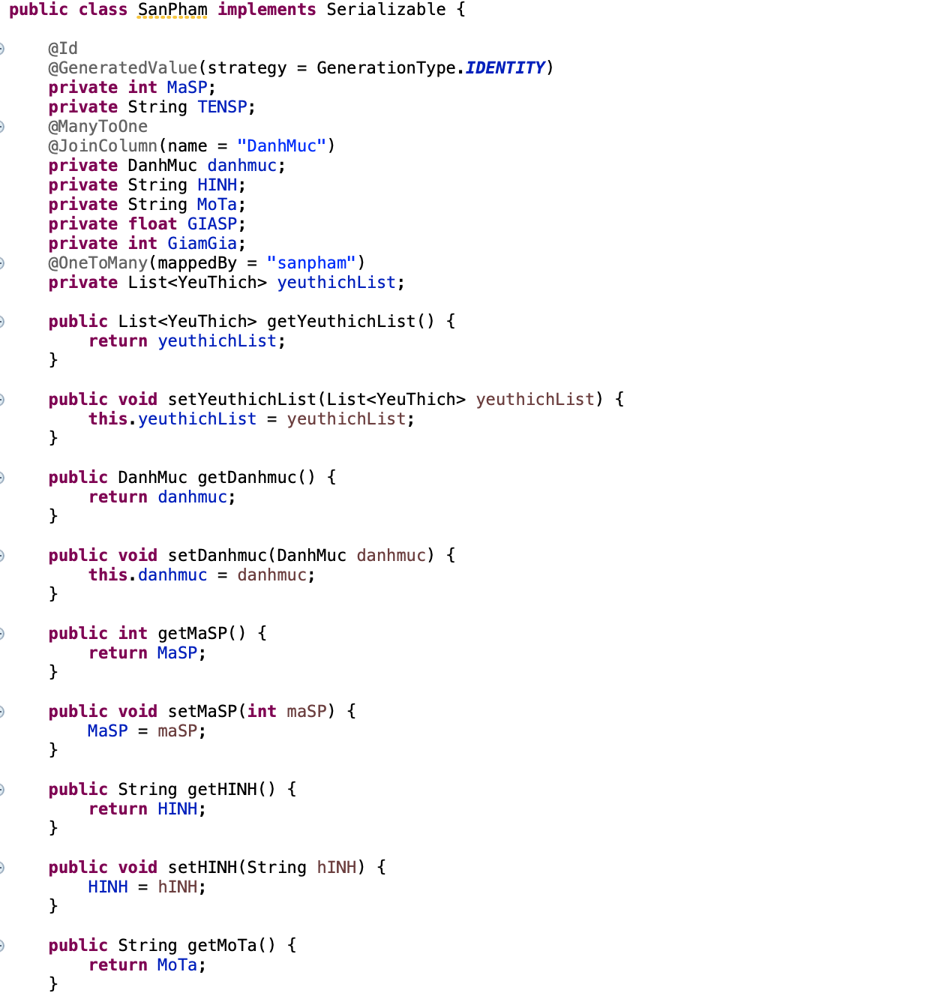 public class SanPham implements Serializable {
@Id
@GeneratedValue(strategy = GenerationType.IDENTITY)
private int MaSP;
private String TENSP;
@ManyToOne
@JoinColumn(name = "DanhMuc")
private DanhMuc danhmuc;
private String HINH;
private String MoTa;
private float GIASP;
private int GiamGia;
@OneToMany(mappedBy = "sanpham")
private List<YeuThich> yeuthichList;
public List<YeuThich> getYeuthichList() {
return yeuthichList;
}
public void setYeuthichList(List<YeuThich> yeuthichList) {
this.yeuthichList = yeuthichList;
}
public DanhMuc getDanhmuc() {
return danhmuc;
}
public void setDanhmuc(DanhMuc danhmuc) {
this.danhmuc = danhmuc;
}
public int getMaSP() {
return MaSP;
}
public void setMaSP(int maSP) {
MaSP = maSP;
}
public String getHINH() {
return HINH;
}
public void setHINH(String hINH) {
HINH = hINH;
}
public String getMoTa() {
return MoTa;
}